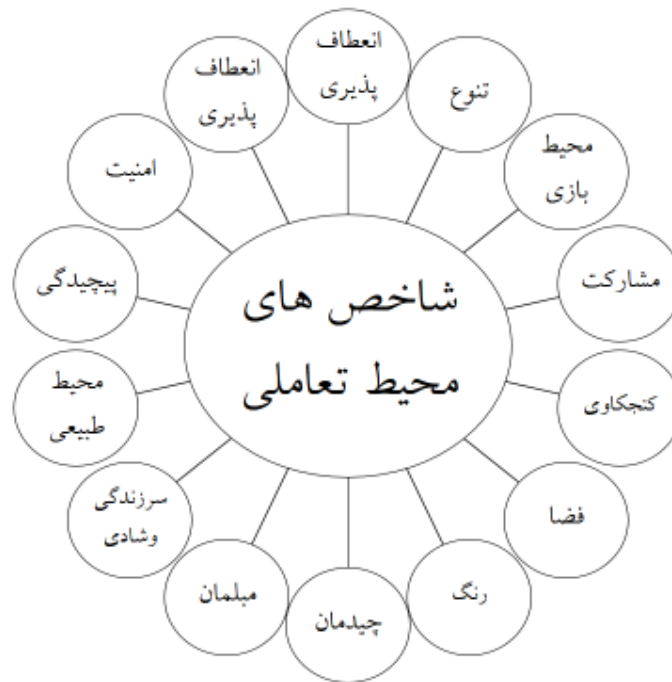 شاخص های
محیط تعاملی
انعطاف
پذیری
تنوع
محیط
بازی
مشارکت
کنجکاوی
فضا
رنگ
چیدمان
مبلمان
سرزندگی
وشادی
محیط
طبیعی
پیچیدگی
امنیت
انعطاف
پذیری